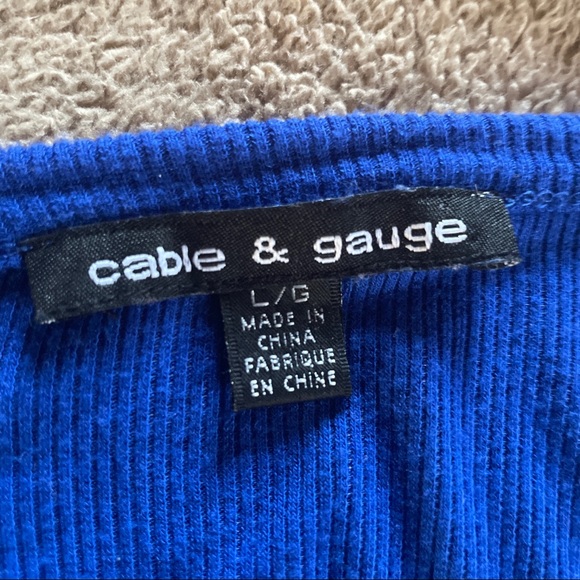 cable & gauge
L/G
MADE IN
CHINA
FABRIQUE
EN CHINE